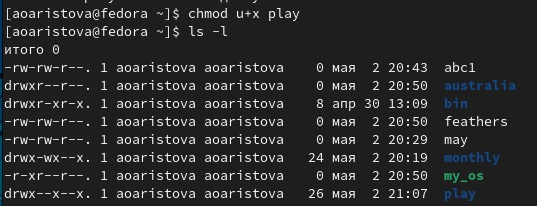 [aoaristova@fedora ~]$ chmod u+x play
[aoaristova@fedora ~]$ ls -l
итого 0
-rw-rw-r--. 1 aoaristova aoaristova 0 мая 2 20:43 abc1
drwxr--r--. 1 aoaristova aoaristova 0 мая 2 20:50 australia
drwxr-xr-x. 1 aoaristova aoaristova 8 апр 30 13:09 bin
-rw-rw-r--. 1 aoaristova aoaristova 0 мая 2 20:50 feathers
-rw-rw-r--. 1 aoaristova aoaristova 0 мая 2 20:29 may
drwx-wx--x. 1 aoaristova aoaristova 24 мая 2 20:19 monthly
-r-xr--r--. 1 aoaristova aoaristova 0 мая 2 20:50 my_os
drwx--x--x. 1 aoaristova aoaristova 26 мая 2 21:07 play